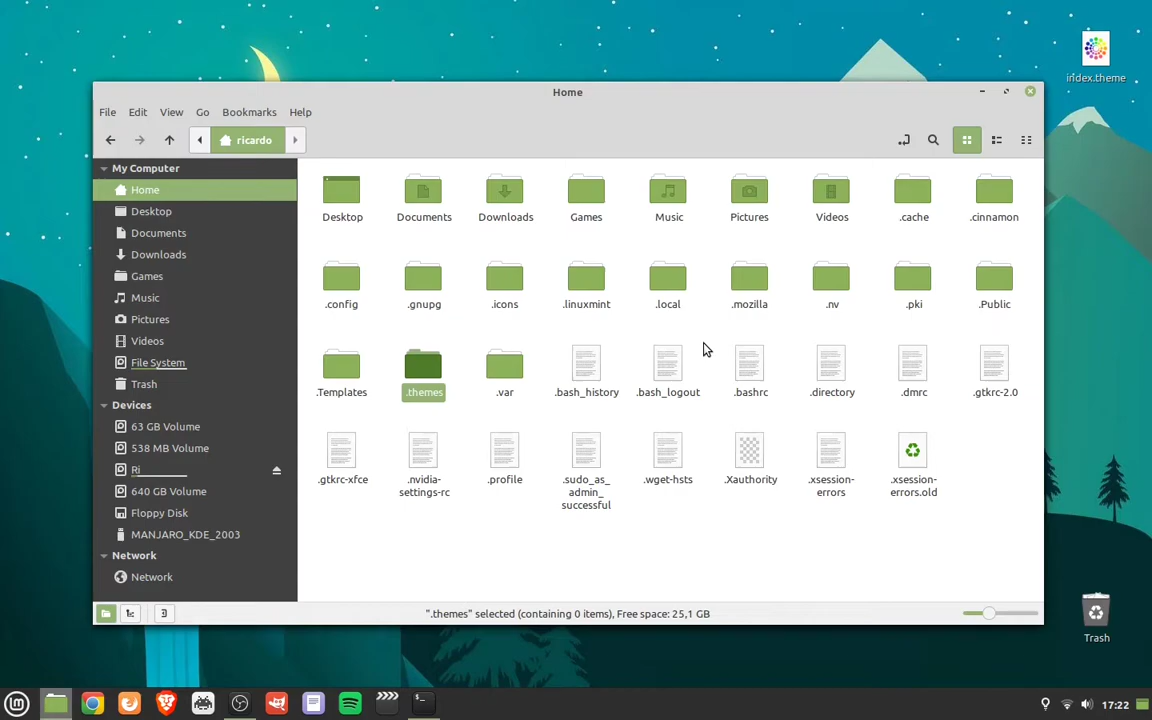 index.theme
Home
File Edit View Go Bookmarks Help
ricardo
My Computer
Home
Desktop
Documents
Downloads
Games
Music
Pictures
Videos
File System
Trash
Devices
63 GB Volume
538 MB Volume
Ri
640 GB Volume
Floppy Disk
MANJARO_KDE_2003
Network
Network
Desktop Documents Downloads Games Music Pictures Videos .cache .cinnamon
.config .gnupg .icons .linuxmint .local .mozilla .nv .pki .Public
.Templates .themes .var .bash_history .bash_logout .bashrc .directory .dmrc .gtkrc-2.0
.gtkrc-xfce .nvidia-settings-rc .profile .sudo_as_admin_successful .wget-hsts .Xauthority .xsession-errors .xsession-errors.old
".themes" selected (containing 0 items), Free space: 25,1 GB
Trash
17:22